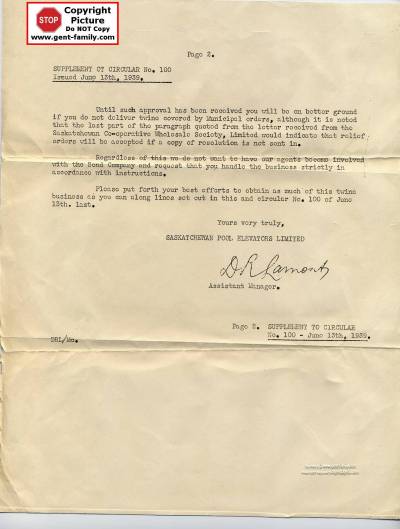 STOP
Copyright
Picture
Do NOT Copy
www.gent-family.com
Page 2.
SUPPLEMENT OT CIRCULAR No. 100
Issued June 13th, 1939.
Until such approval has been received you will be on better ground
if you do not deliver twine covered by Municipal orders, although it is noted
that the last part of the paragraph quoted from the letter received from the
Saskatchewan Co-operative Wholesale Society, Limited would indicate that relief
orders will be accepted if a copy of resolution is not sent in.
Regardless of this we do not want to have our agents become involved
with the Bond Company and request that you handle the business strictly in
accordance with instructions.
Please put forth your best efforts to obtain as much of this twine
business as you can along lines set out in this and circular No. 100 of June
13th. last.
Yours very truly,
SASKATCHEWAN POOL ELEVATORS LIMITED
D R Lamont
Assistant Manager.
Page 2. SUPPLEMENT TO CIRCULAR
No. 100 - June 13th, 1939.
DRL/Mc.